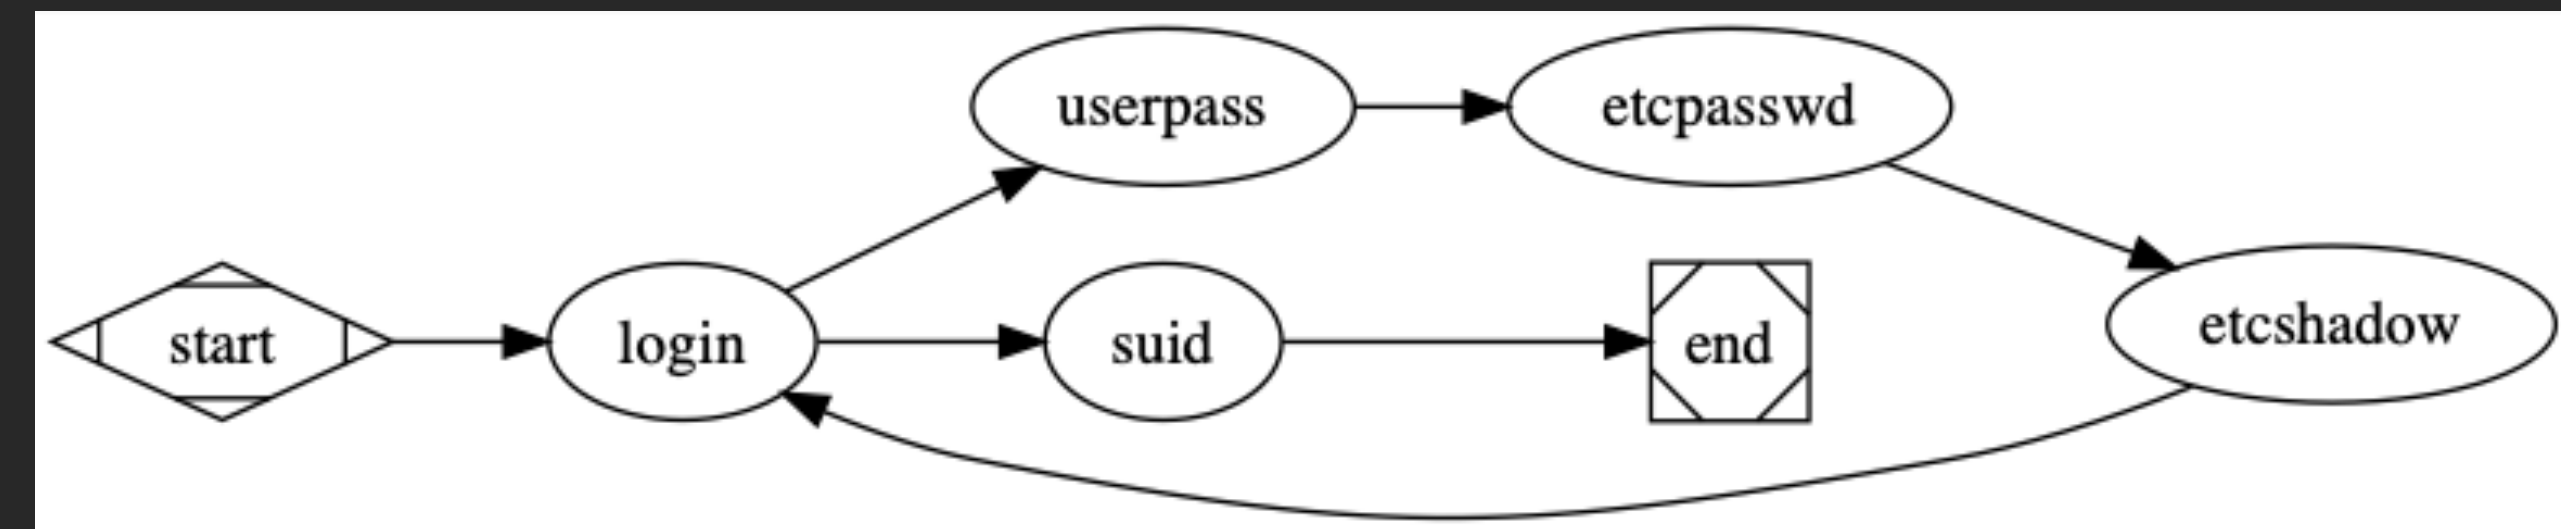 userpass
etcpasswd
start
login
suid
end
etcshadow